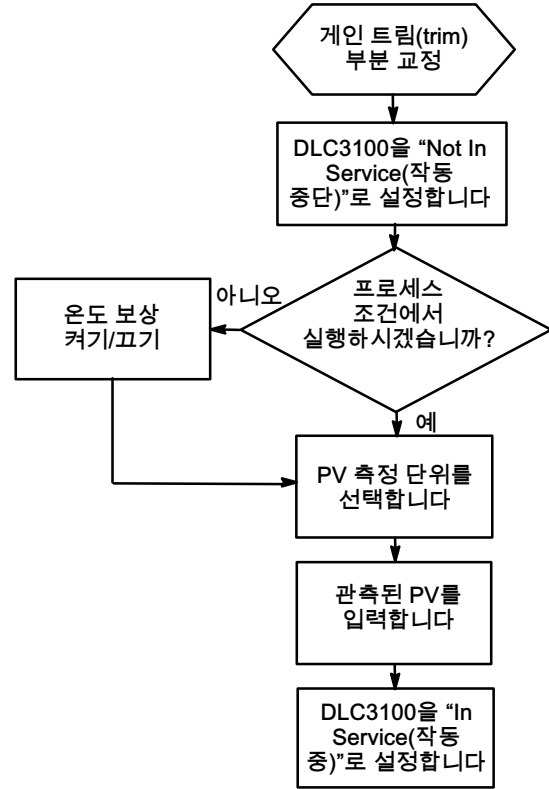 게인 트림(trim)
부분 교정
DLC3100을 “Not In
Service(작동
중단)”로 설정합니다
프로세스
조건에서
실행하시겠습니까?
아니오
온도 보상
켜기/끄기
예
PV 측정 단위를
선택합니다
관측된 PV를
입력합니다
DLC3100을 “In
Service(작동
중)”로 설정합니다